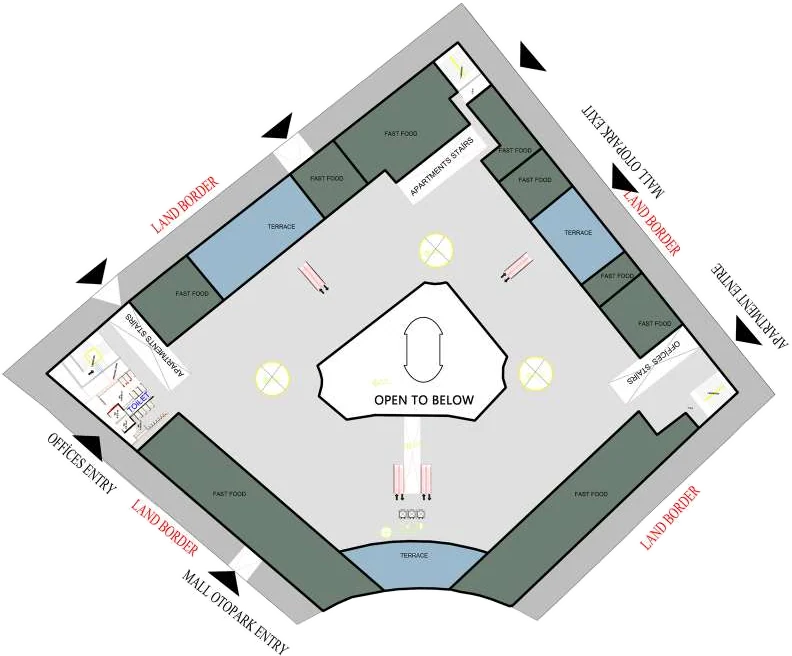 MALL OTOPARK EXIT
FAST FOOD
APARTMENTS STAIRS
FAST FOOD
LAND BORDER
FAST FOOD
FAST FOOD
LAND BORDER
TERRACE
TERRACE
FAST FOOD
FAST FOOD
APARTMENT ENTRE
FAST FOOD
APARTMENTS STAIRS
OFFICES STAIRS
OPEN TO BELOW
TOILET
OFFİCES ENTRY
FAST FOOD
FAST FOOD
LAND BORDER
LAND BORDER
TERRACE
MALL OTOPARK ENTRY